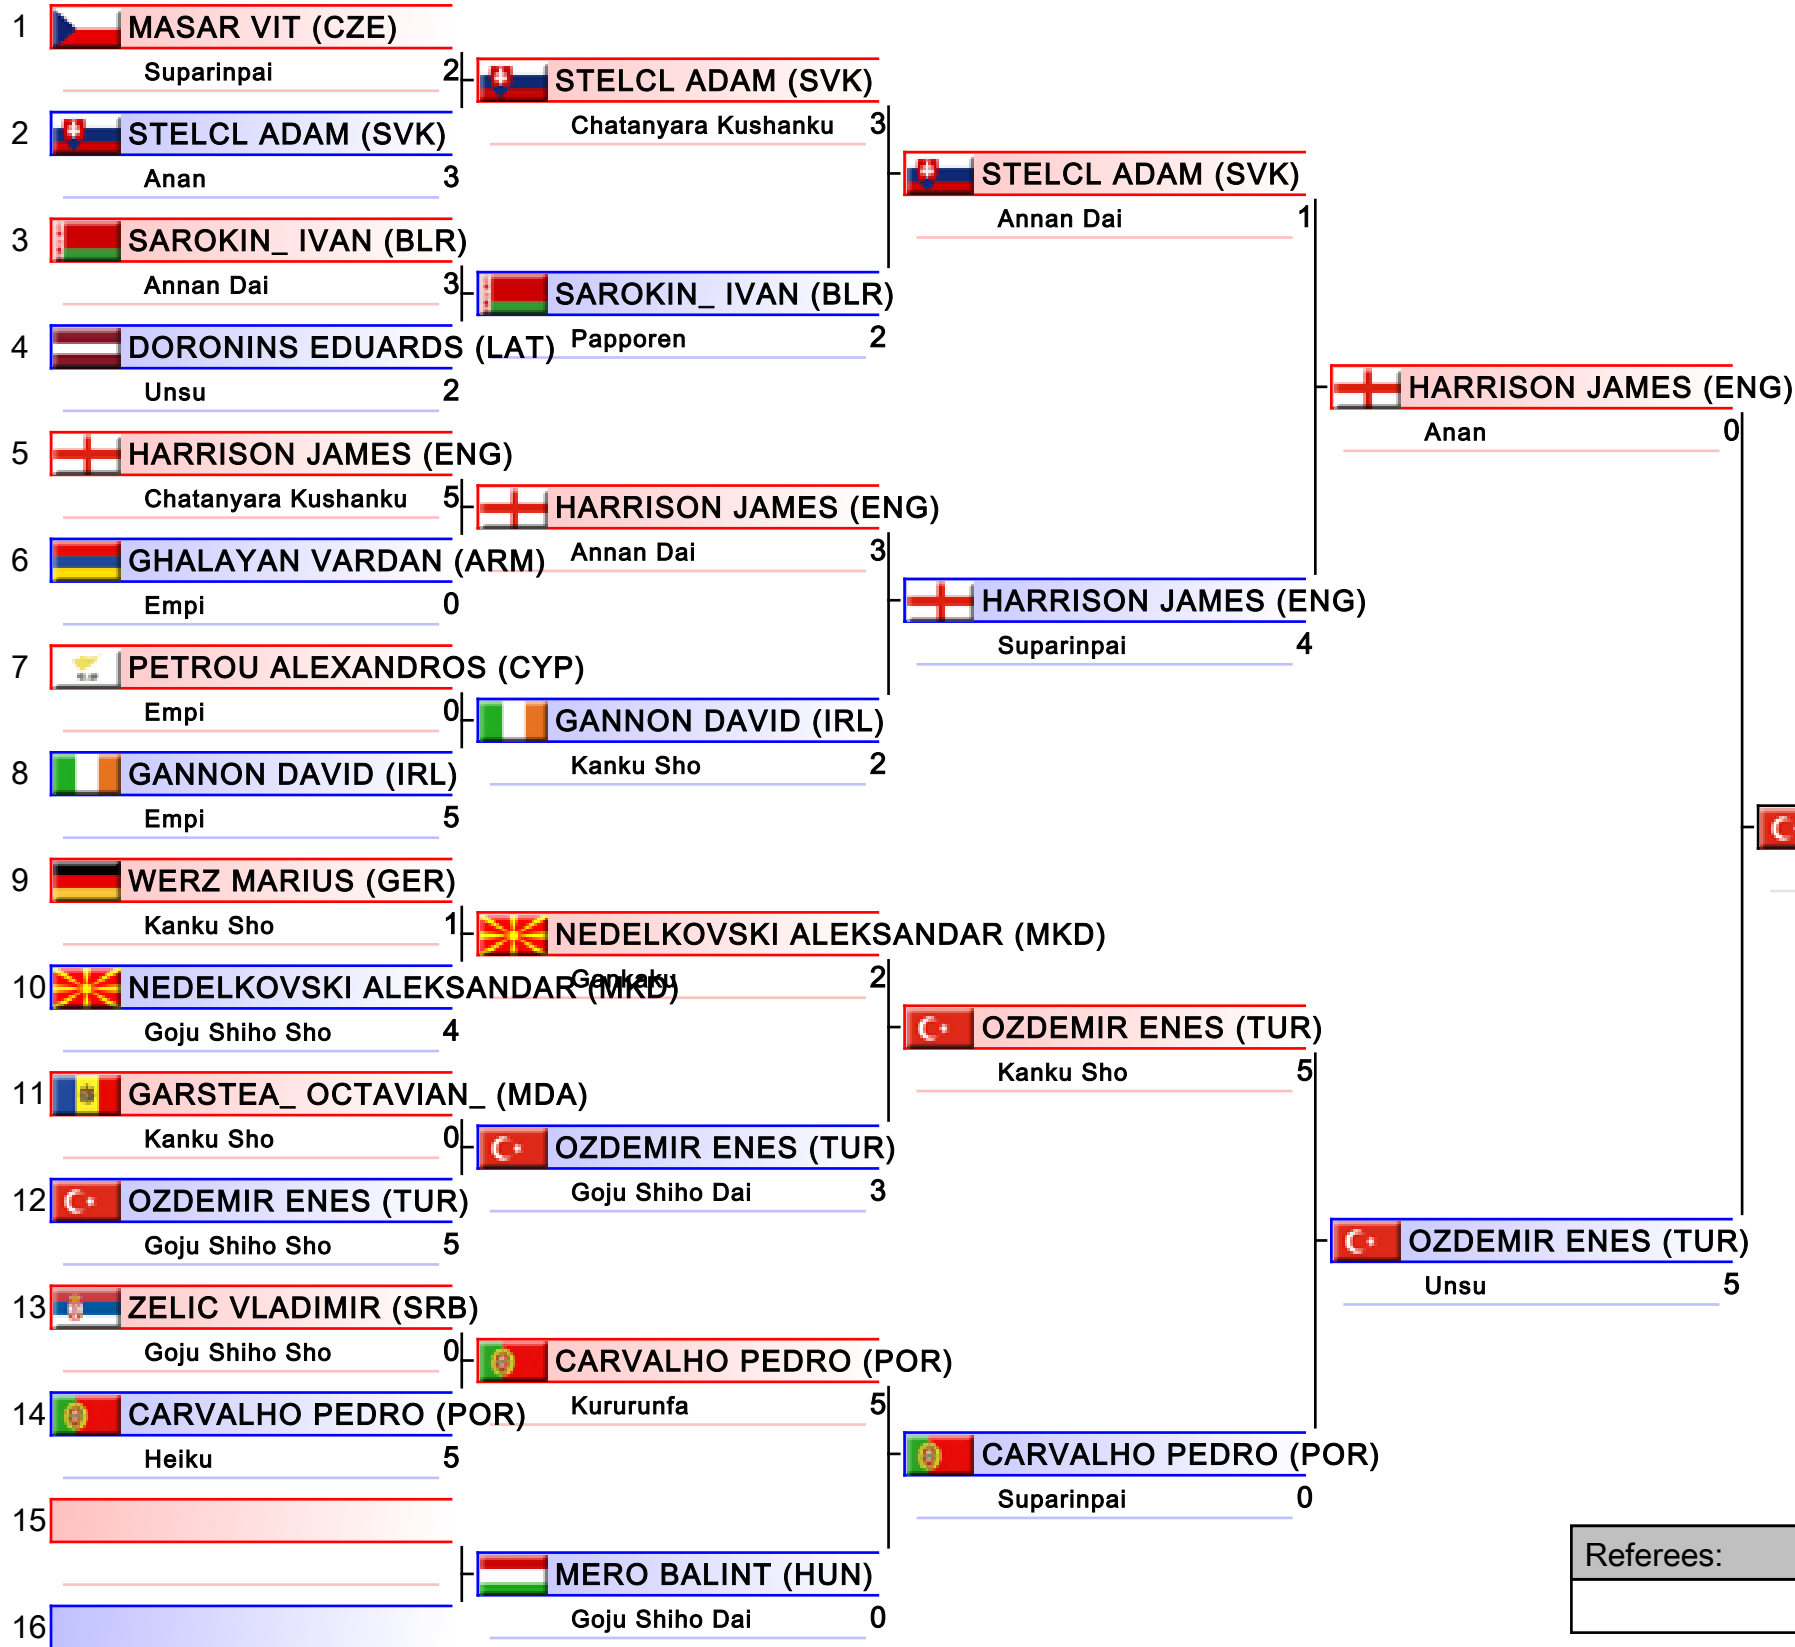 1 MASAR VIT (CZE)
Suparinpai 2
2 STELCL ADAM (SVK)
Anan 3
3 SAROKIN_ IVAN (BLR)
Annan Dai 3
4 DORONINS EDUARDS (LAT)
Unsu 2
5 HARRISON JAMES (ENG)
Chatanyara Kushanku 5
6 GHALAYAN VARDAN (ARM)
Empi 0
7 PETROU ALEXANDROS (CYP)
Empi 0
8 GANNON DAVID (IRL)
Empi 5
9 WERZ MARIUS (GER)
Kanku Sho 1
10 NEDELKOVSKI ALEKSANDAR (MKD)
Goju Shiho Sho 4
11 GARSTEA_ OCTAVIAN_ (MDA)
Kanku Sho 0
12 OZDEMIR ENES (TUR)
Goju Shiho Sho 5
13 ZELIC VLADIMIR (SRB)
Goju Shiho Sho 0
14 CARVALHO PEDRO (POR)
Heiku 5
15
16
STELCL ADAM (SVK)
Chatanyara Kushanku 3
SAROKIN_ IVAN (BLR)
Papporen 2
HARRISON JAMES (ENG)
Annan Dai 3
GANNON DAVID (IRL)
Kanku Sho 2
NEDELKOVSKI ALEKSANDAR (MKD)
Gankaku 2
OZDEMIR ENES (TUR)
Goju Shiho Dai 3
CARVALHO PEDRO (POR)
Kururunfa 5
MERO BALINT (HUN)
Goju Shiho Dai 0
STELCL ADAM (SVK)
Annan Dai 1
HARRISON JAMES (ENG)
Suparinpai 4
OZDEMIR ENES (TUR)
Kanku Sho 5
CARVALHO PEDRO (POR)
Suparinpai 0
HARRISON JAMES (ENG)
Anan 0
OZDEMIR ENES (TUR)
Unsu 5
Referees: